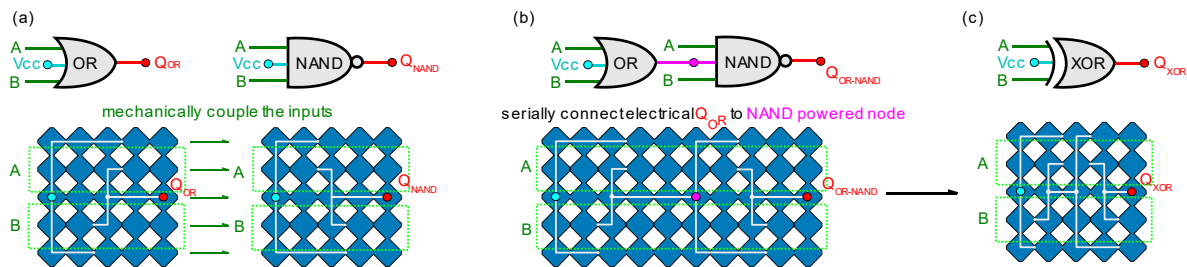 (a)
A
Vcc
B
OR
Q_OR
A
Vcc
B
NAND
Q_NAND
mechanically couple the inputs
A
B
Q_OR
A
B
Q_NAND
(b)
A
Vcc
B
OR
NAND
Q_OR-NAND
serially connect electrical Q_OR to NAND powered node
A
B
Q_OR-NAND
(c)
A
Vcc
B
XOR
Q_XOR
A
B
Q_XOR